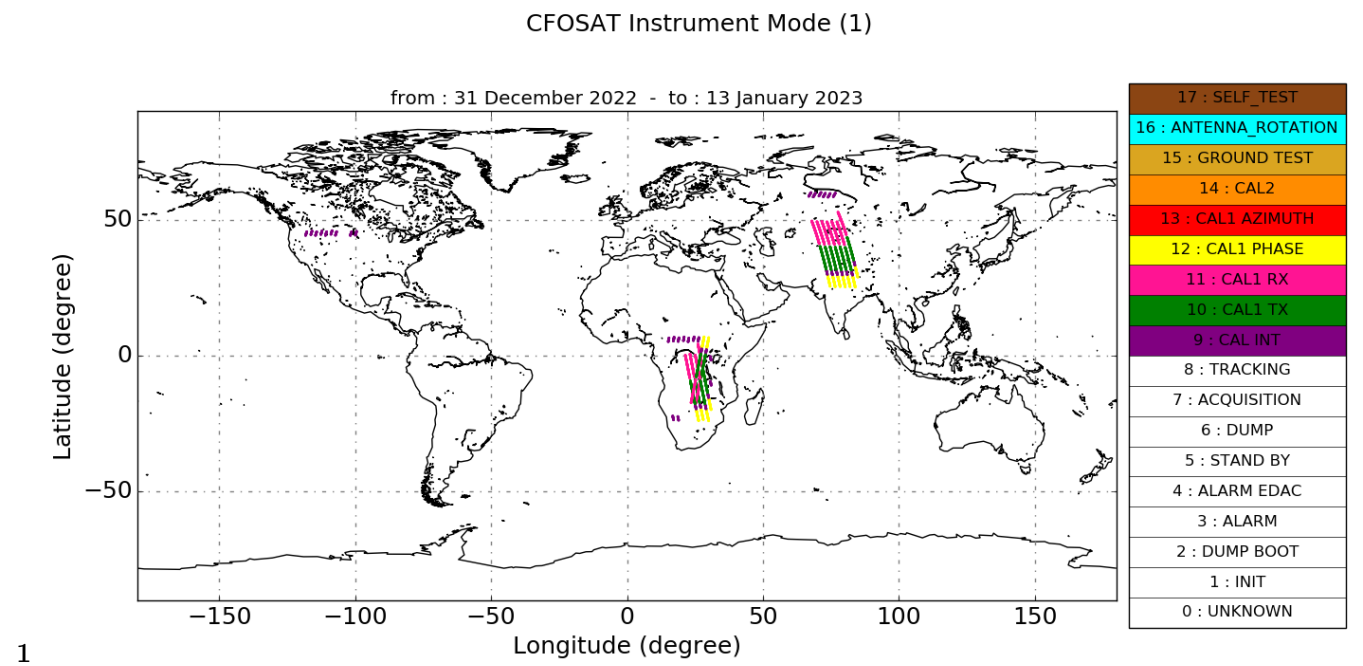 CFOSAT Instrument Mode (1)
from : 31 December 2022 - to : 13 January 2023
17 : SELF_TEST
16 : ANTENNA_ROTATION
15 : GROUND TEST
14 : CAL2
13 : CAL1 AZIMUTH
12 : CAL1 PHASE
11 : CAL1 RX
10 : CAL1 TX
9 : CAL INT
8 : TRACKING
7 : ACQUISITION
6 : DUMP
5 : STAND BY
4 : ALARM EDAC
3 : ALARM
2 : DUMP BOOT
1 : INIT
0 : UNKNOWN
Latitude (degree)
50
0
−50
−150 −100 −50 0 50 100 150
Longitude (degree)
1